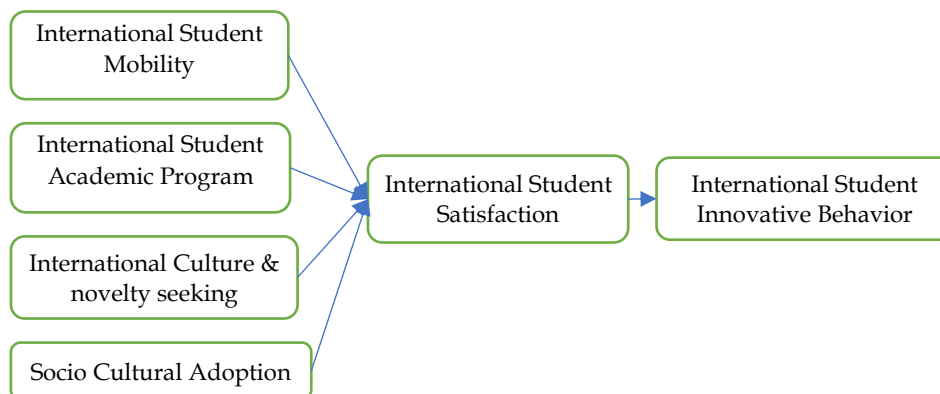 International Student
Mobility
International Student
Academic Program
International Culture &
novelty seeking
Socio Cultural Adoption
International Student
Satisfaction
International Student
Innovative Behavior